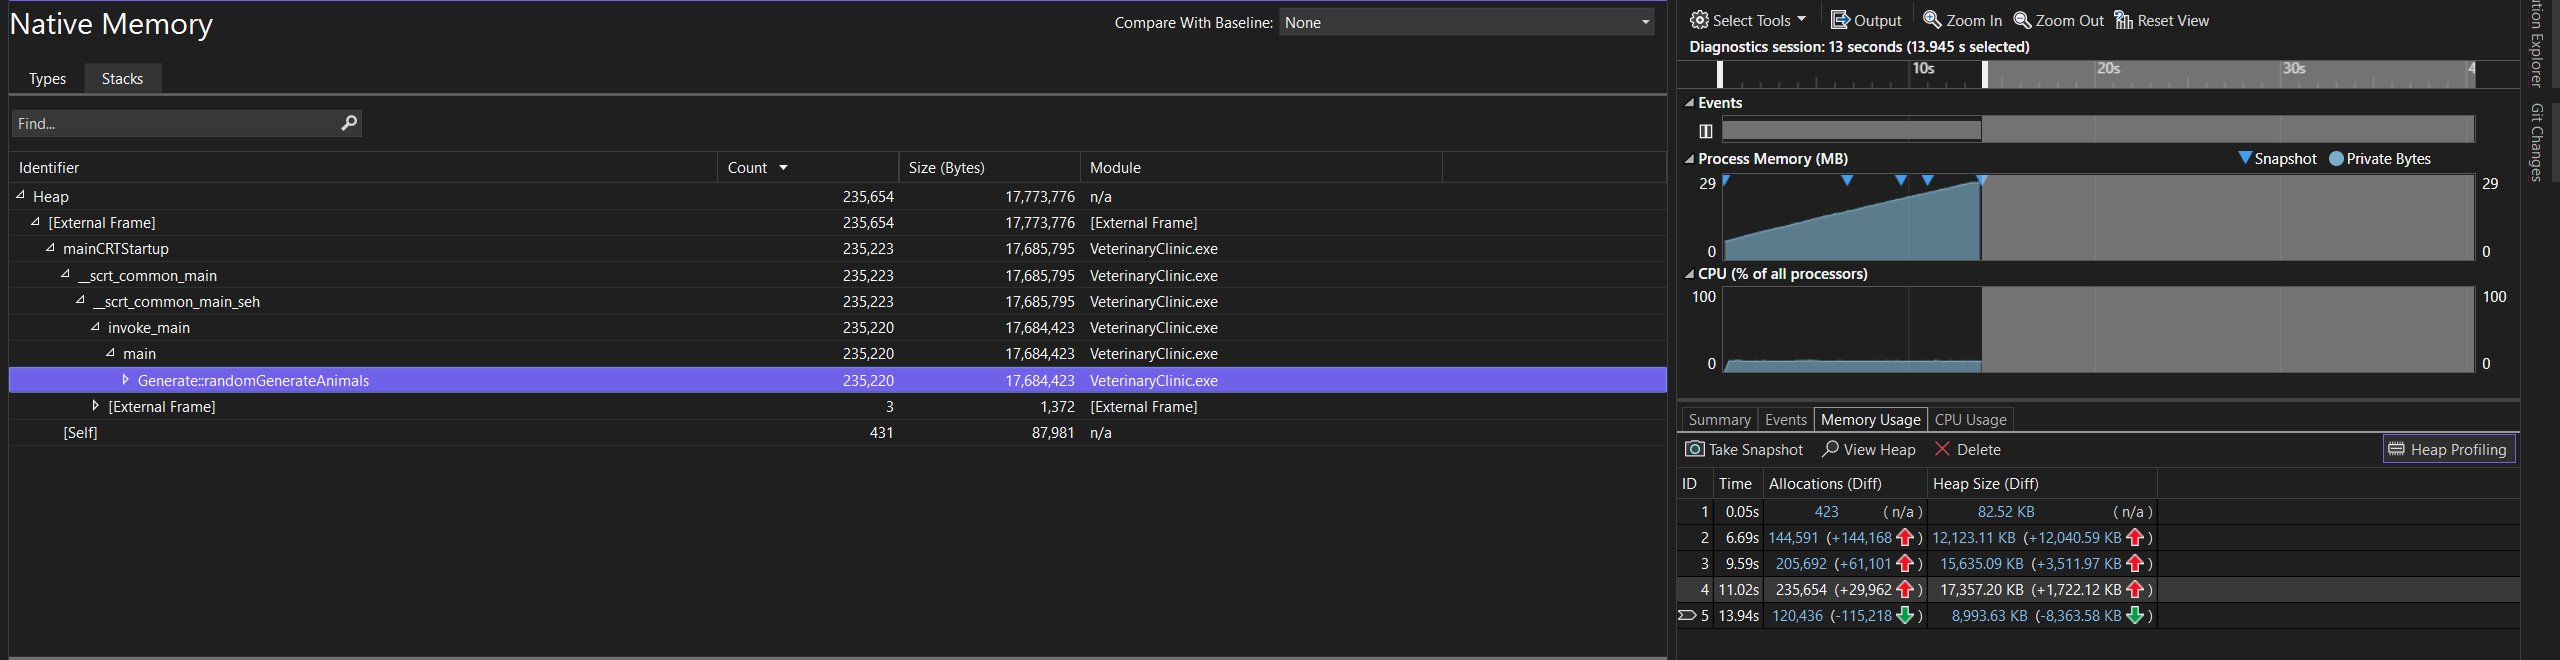 Native Memory
Compare With Baseline: None
Types Stacks
Find...
Identifier Count Size (Bytes) Module
Heap 235,654 17,773,776 n/a
[External Frame] 235,654 17,773,776 [External Frame]
mainCRTStartup 235,223 17,685,795 VeterinaryClinic.exe
__scrt_common_main 235,223 17,685,795 VeterinaryClinic.exe
__scrt_common_main_seh 235,223 17,685,795 VeterinaryClinic.exe
invoke_main 235,220 17,684,423 VeterinaryClinic.exe
main 235,220 17,684,423 VeterinaryClinic.exe
Generate::randomGenerateAnimals 235,220 17,684,423 VeterinaryClinic.exe
[External Frame] 3 1,372 [External Frame]
[Self] 431 87,981 n/a
Select Tools Output Zoom In Zoom Out Reset View
Diagnostics session: 13 seconds (13.945 s selected)
10s 20s 30s 4
Events
Process Memory (MB) Snapshot Private Bytes
29 29
0 0
CPU (% of all processors)
100 100
0 0
Summary Events Memory Usage CPU Usage
Take Snapshot View Heap Delete Heap Profiling
ID Time Allocations (Diff) Heap Size (Diff)
1 0.05s 423 (n/a) 82.52 KB (n/a)
2 6.69s 144,591 (+144,168) 12,123.11 KB (+12,040.59 KB)
3 9.59s 205,692 (+61,101) 15,635.09 KB (+3,511.97 KB)
4 11.02s 235,654 (+29,962) 17,357.20 KB (+1,722.12 KB)
5 13.94s 120,436 (-115,218) 8,993.63 KB (-8,363.58 KB)
Explorer
Git Changes